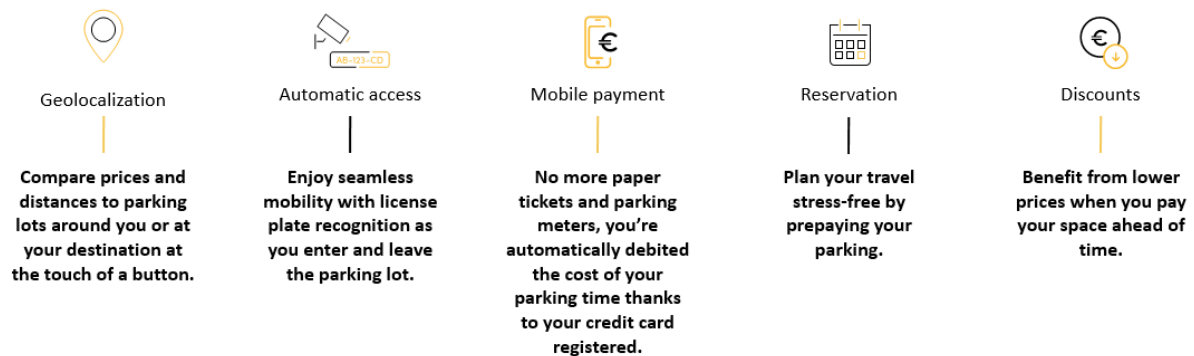 AB-123-CD
Geolocalization
Compare prices and
distances to parking
lots around you or at
your destination at
the touch of a button.
Automatic access
Enjoy seamless
mobility with license
plate recognition as
you enter and leave
the parking lot.
€
Mobile payment
No more paper
tickets and parking
meters, you’re
automatically debited
the cost of your
parking time thanks
to your credit card
registered.
Reservation
Plan your travel
stress-free by
prepaying your
parking.
€
Discounts
Benefit from lower
prices when you pay
your space ahead of
time.